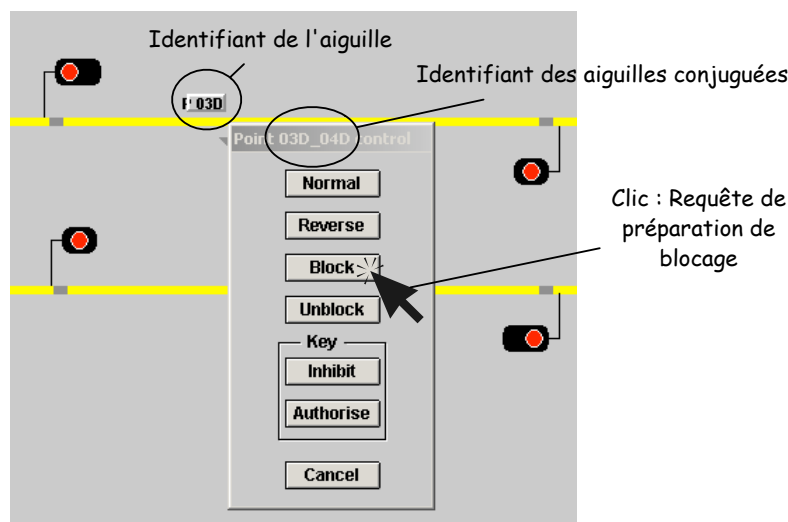 Identifiant de l'aiguille
Identifiant des aiguilles conjuguées
P 03D
Point 03D_04D control
Normal
Reverse
Block
Unblock
Key
Inhibit
Authorise
Cancel
Clic : Requête de
préparation de
blocage